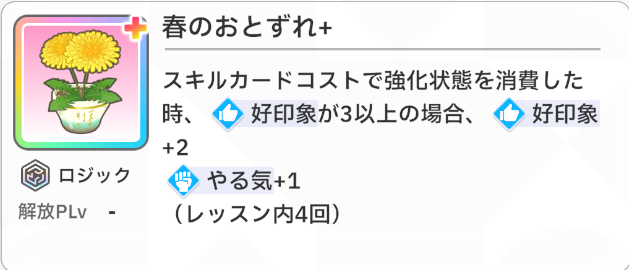 春のおとずれ+
スキルカードコストで強化状態を消費した
時、好印象が3以上の場合、好印象
+2
やる気+1
（レッスン内4回）
ロジック
解放PLv -